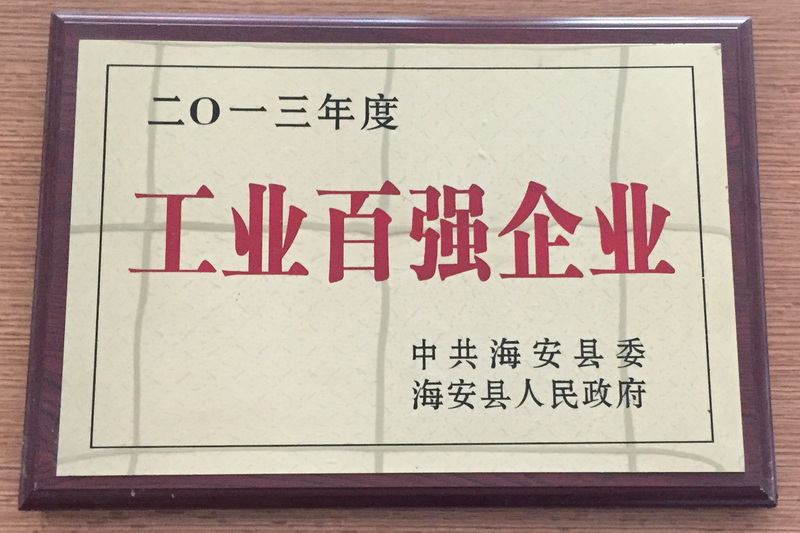 二〇一三年度
工业百强企业
中共海安县委
海安县人民政府